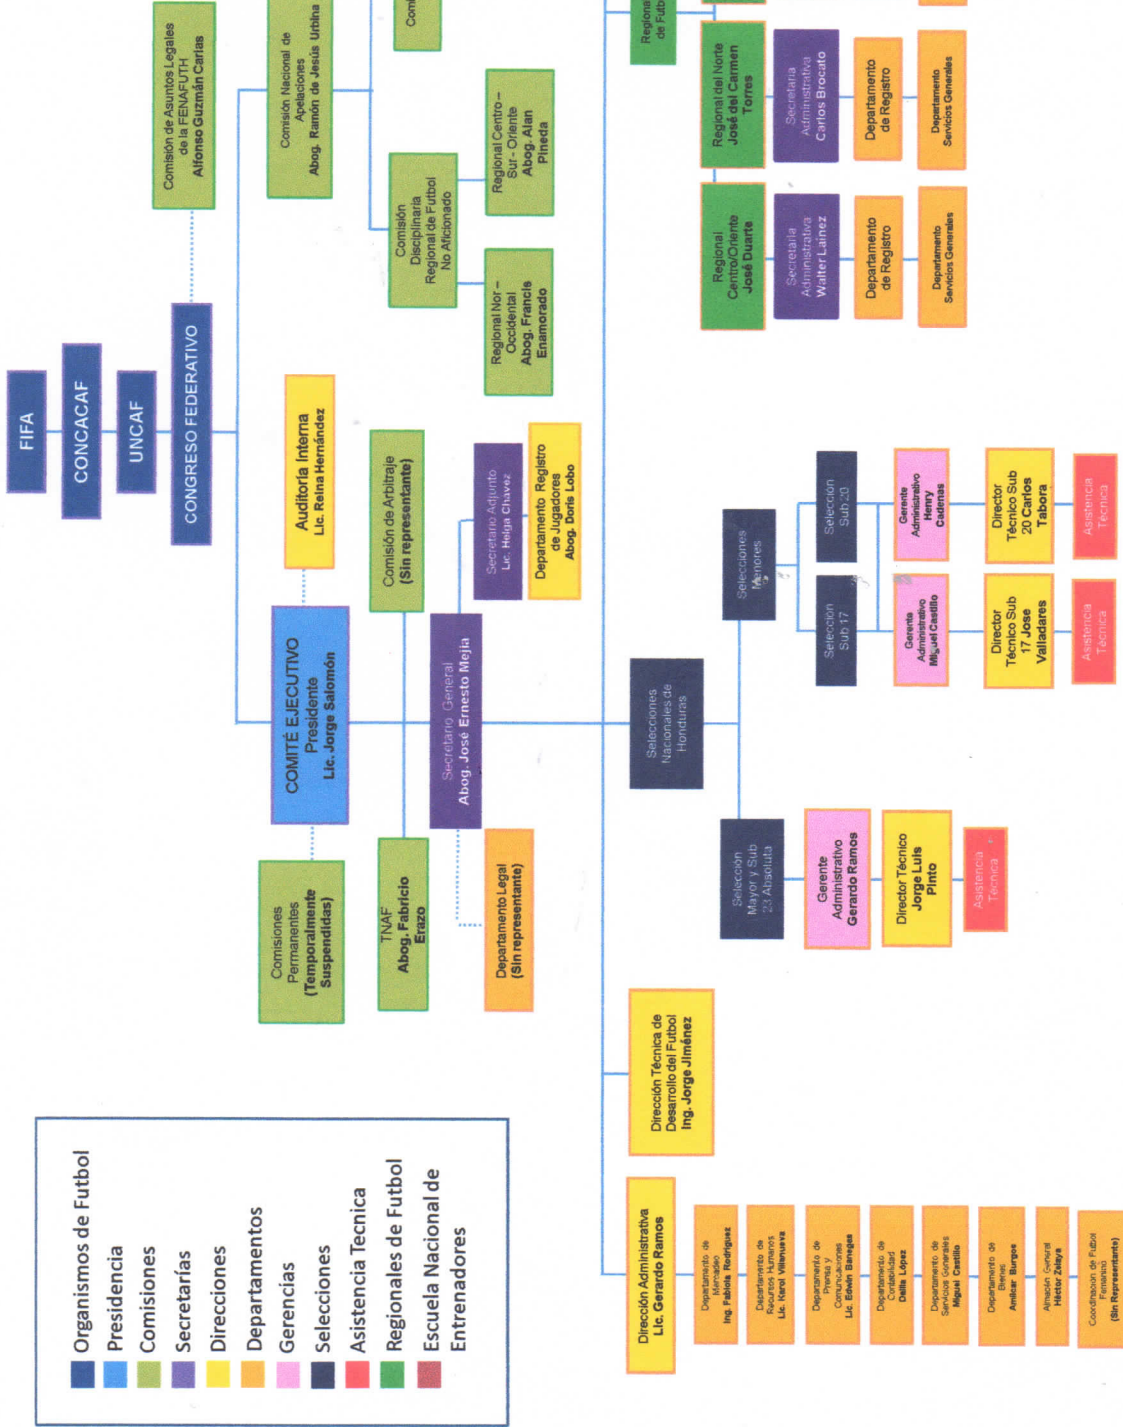 FIFA
CONCACAF
UNCAF
CONGRESO FEDERATIVO
Comisión de Asuntos Legales
de la FENAFUTH
Alfonso Guzmán Carías
Auditoría Interna
Lic. Reina Hernández
COMITÉ EJECUTIVO
Presidente
Lic. Jorge Salomón
Comisiones
Permanentes
(Temporalmente
Suspendidas)
Comisión Nacional de
Apelaciones
Abog. Ramón de Jesús Urbina
Comisión
Disciplinaria
Regional de Futbol
No Aficionado
Regional Nor –
Occidental
Abog. Francis
Enamorado
Regional Centro –
Sur - Oriente
Abog. Alan
Pineda
Comisión de Arbitraje
(Sin representante)
TNAF
Abog. Fabricio
Erazo
Secretario General
Abog. José Ernesto Mejía
Secretario Adjunto
Lic. Helga Chavez
Departamento Registro
de Jugadores
Abog. Doris Lobo
Departamento Legal
(Sin representante)
Organismos de Futbol
Presidencia
Comisiones
Secretarías
Direcciones
Departamentos
Gerencias
Selecciones
Asistencia Tecnica
Regionales de Futbol
Escuela Nacional de
Entrenadores
Dirección Administrativa
Lic. Gerardo Ramos
Departamento de
Mercadeo
Ing. Fabiola Rodriguez
Departamento de
Recursos Humanos
Lic. Karol Villanueva
Departamento de
Prensa y
Comunicaciones
Lic. Edwin Banegas
Departamento de
Contabilidad
Dalila López
Departamento de
Servicios Generales
Miguel Castillo
Departamento de
Bienes
Amílcar Burgos
Almacén General
Héctor Zelaya
Coordinación de Futbol
Femenino
(Sin Representante)
Dirección Técnica de
Desarrollo del Futbol
Ing. Jorge Jiménez
Selecciones
Nacionales de
Honduras
Selección
Mayor y Sub
23 Absoluta
Gerente
Administrativo
Gerardo Ramos
Director Técnico
Jorge Luis
Pinto
Asistencia
Técnica
Selecciones
Menores
Selección
Sub 17
Gerente
Administrativo
Miguel Castillo
Director
Técnico Sub
17 Jose
Valladares
Asistencia
Técnica
Selección
Sub 20
Gerente
Administrativo
Henry
Cadenas
Director
Técnico Sub
20 Carlos
Tabora
Asistencia
Técnica
Regional
Centro/Oriente
José Duarte
Secretaria
Administrativa
Walter Lainez
Departamento
de Registro
Departamento
Servicios Generales
Regional del Norte
José del Carmen
Torres
Secretaria
Administrativa
Carlos Brocato
Departamento
de Registro
Departamento
Servicios Generales